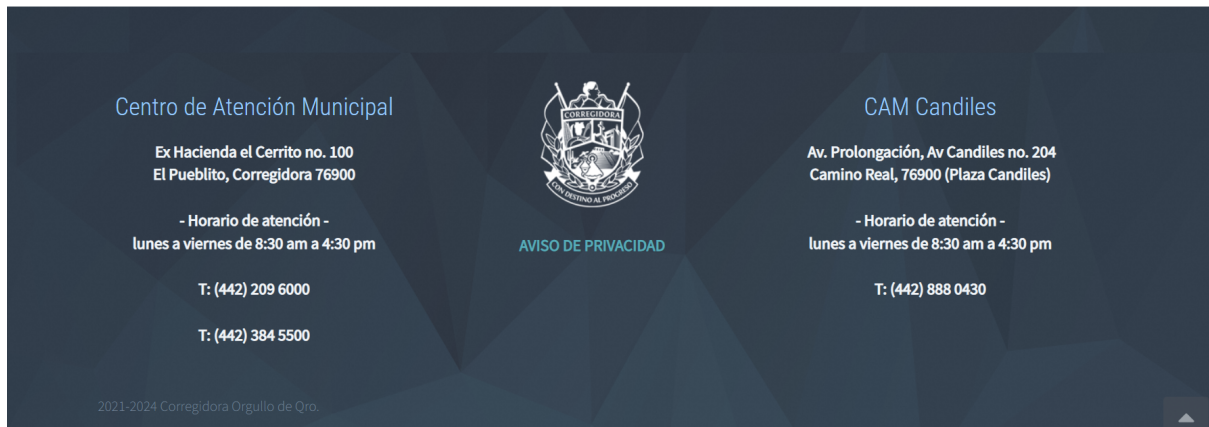 Centro de Atención Municipal
Ex Hacienda el Cerrito no. 100
El Pueblito, Corregidora 76900
- Horario de atención -
lunes a viernes de 8:30 am a 4:30 pm
T: (442) 209 6000
T: (442) 384 5500
CORREGIDORA
CON DESTINO AL PROGRESO
AVISO DE PRIVACIDAD
CAM Candiles
Av. Prolongación, Av Candiles no. 204
Camino Real, 76900 (Plaza Candiles)
- Horario de atención -
lunes a viernes de 8:30 am a 4:30 pm
T: (442) 888 0430
2021-2024 Corregidora Orgullo de Qro.